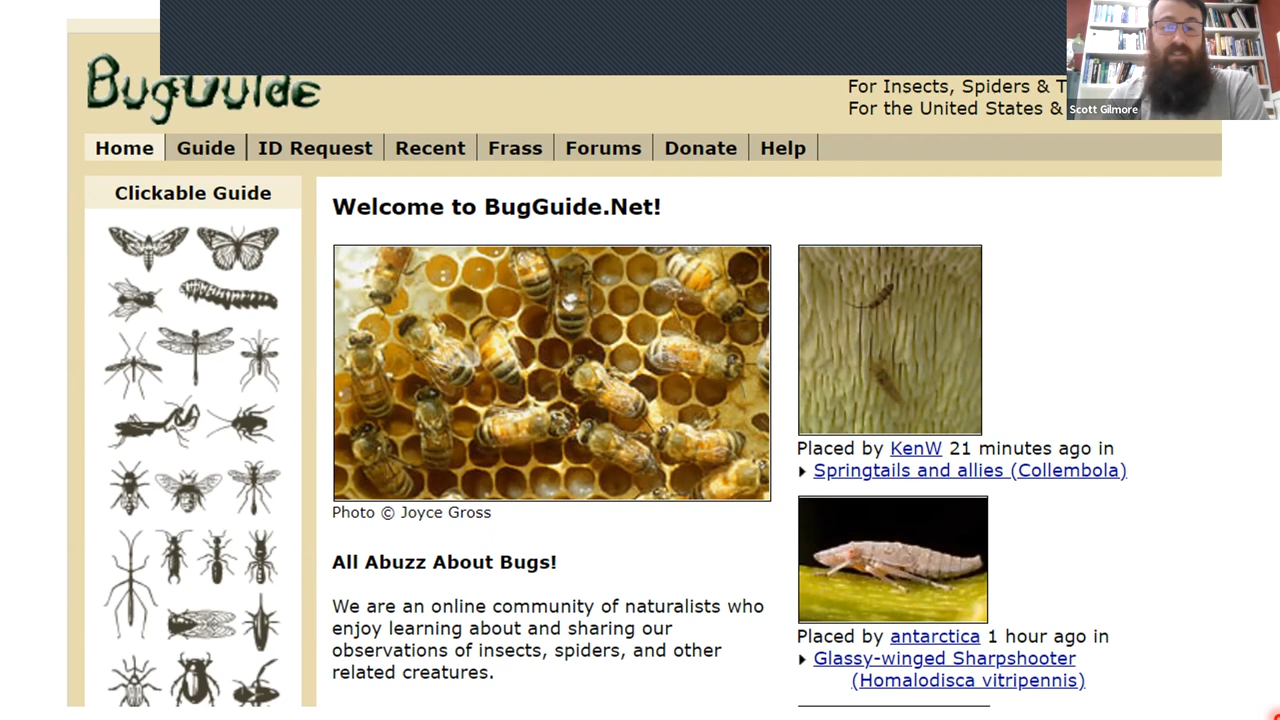 BugGuide
For Insects, Spiders & T
For the United States &
Scott Gilmore
Home
Guide
ID Request
Recent
Frass
Forums
Donate
Help
Clickable Guide
Welcome to BugGuide.Net!
Photo © Joyce Gross
All Abuzz About Bugs!
We are an online community of naturalists who
enjoy learning about and sharing our
observations of insects, spiders, and other
related creatures.
Placed by KenW 21 minutes ago in
Springtails and allies (Collembola)
Placed by antarctica 1 hour ago in
Glassy-winged Sharpshooter
(Homalodisca vitripennis)